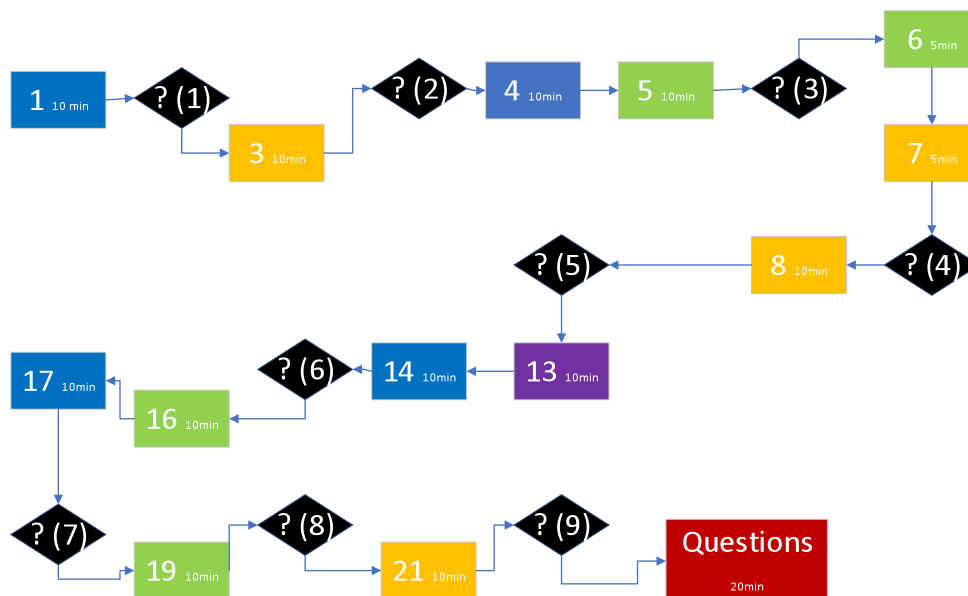 1 10 min
? (1)
3 10min
? (2)
4 10min
5 10min
? (3)
6 5min
7 5min
? (4)
8 10min
? (5)
13 10min
14 10min
? (6)
16 10min
17 10min
? (7)
19 10min
? (8)
21 10min
? (9)
Questions
20min